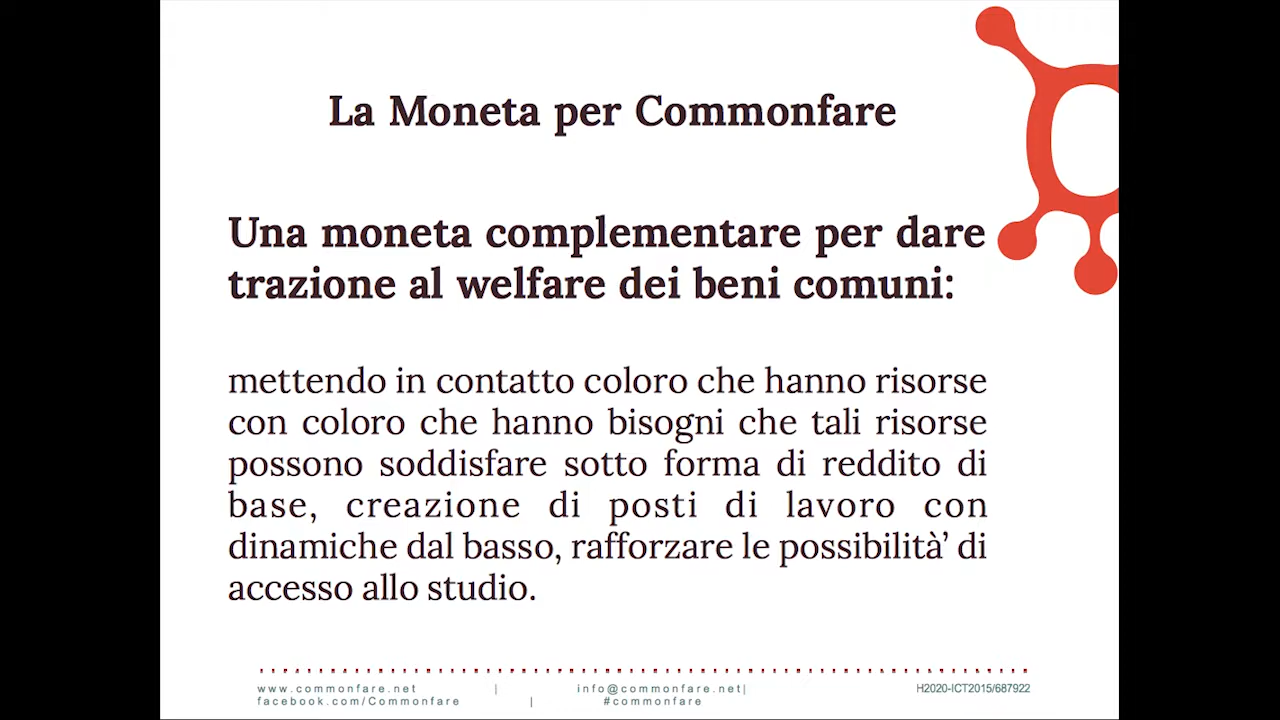 La Moneta per Commonfare
Una moneta complementare per dare
trazione al welfare dei beni comuni:
mettendo in contatto coloro che hanno risorse
con coloro che hanno bisogni che tali risorse
possono soddisfare sotto forma di reddito di
base, creazione di posti di lavoro con
dinamiche dal basso, rafforzare le possibilità’ di
accesso allo studio.
www.commonfare.net | info@commonfare.net| H2020-ICT2015/687922
facebook.com/Commonfare | #commonfare